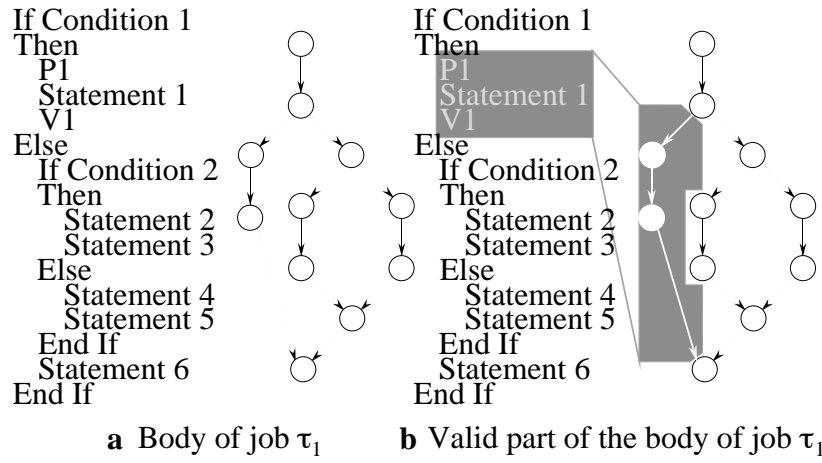 If Condition 1
Then
P1
Statement 1
V1
Else
If Condition 2
Then
Statement 2
Statement 3
Else
Statement 4
Statement 5
End If
Statement 6
End If
a Body of job τ1
If Condition 1
Then
P1
Statement 1
V1
Else
If Condition 2
Then
Statement 2
Statement 3
Else
Statement 4
Statement 5
End If
Statement 6
End If
b Valid part of the body of job τ1